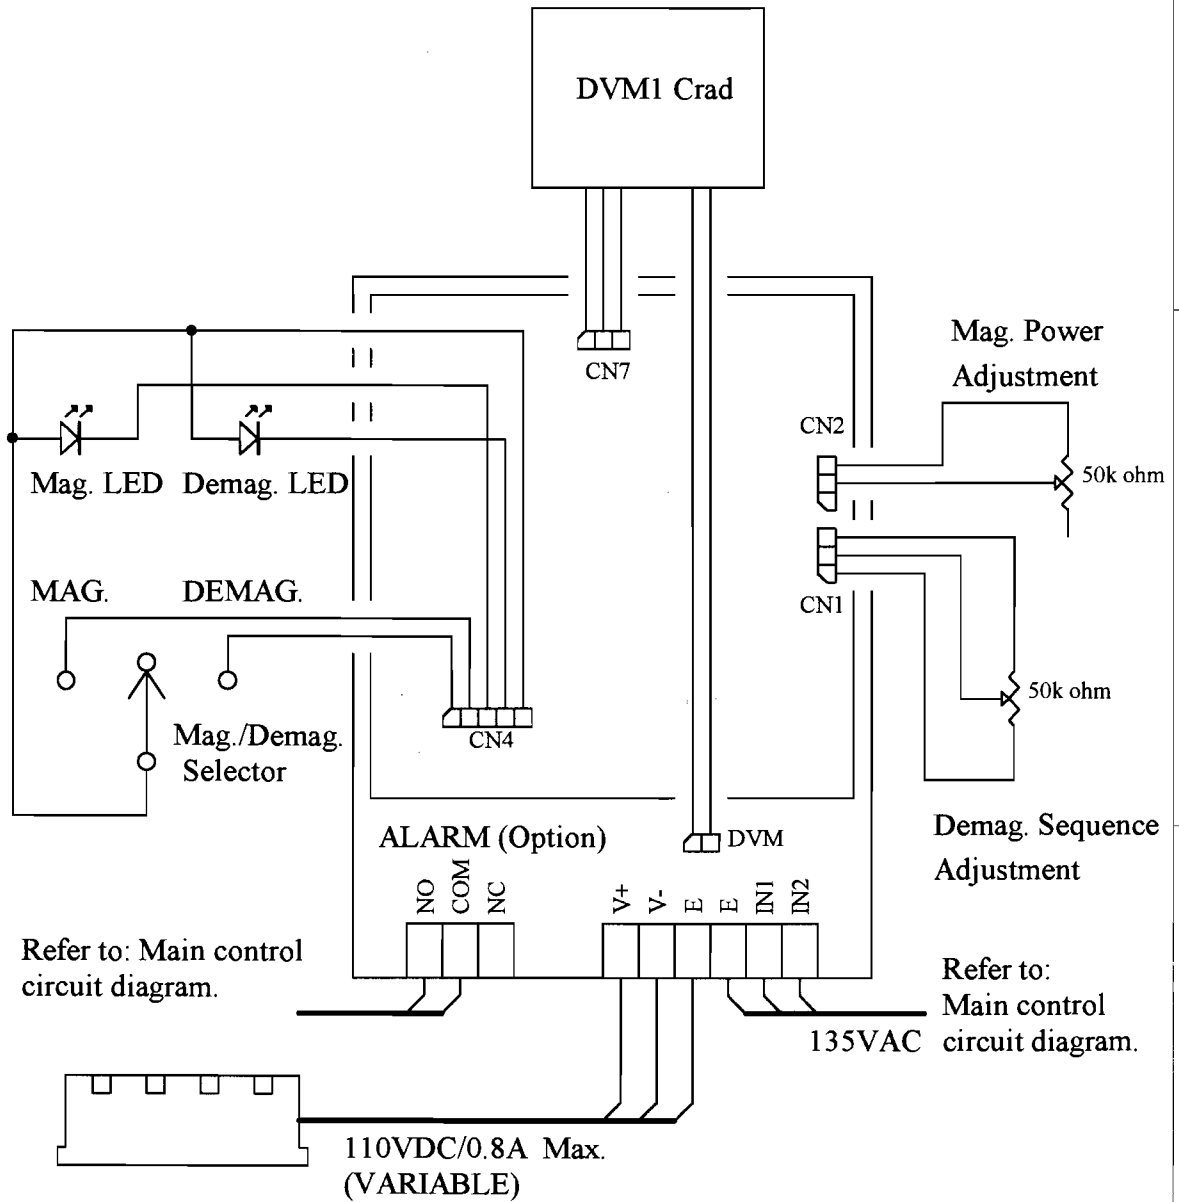 DVM1 Crad
CN7
Mag. Power
Adjustment
CN2
50k ohm
Mag. LED
Demag. LED
MAG.
DEMAG.
CN1
50k ohm
Mag./Demag.
Selector
CN4
Demag. Sequence
Adjustment
ALARM (Option)
DVM
NO
COM
NC
V+
V-
E
E
IN1
IN2
Refer to: Main control
circuit diagram.
Refer to:
Main control
circuit diagram.
135VAC
110VDC/0.8A Max.
(VARIABLE)